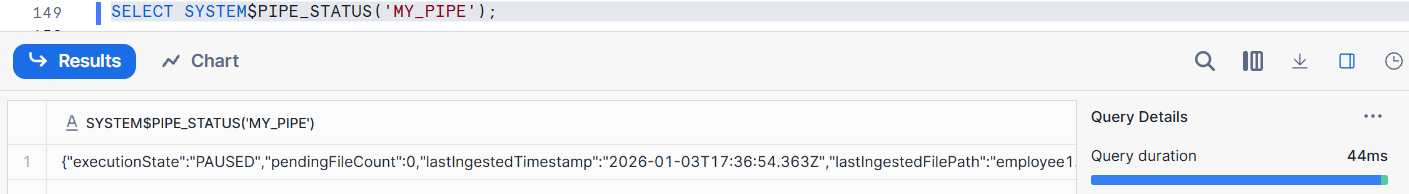 149 SELECT SYSTEM$PIPE_STATUS('MY_PIPE');
Results Chart
A SYSTEM$PIPE_STATUS('MY_PIPE')
1 {"executionState":"PAUSED","pendingFileCount":0,"lastIngestedTimestamp":"2026-01-03T17:36:54.363Z","lastIngestedFilePath":"employee1.
Query Details
Query duration 44ms